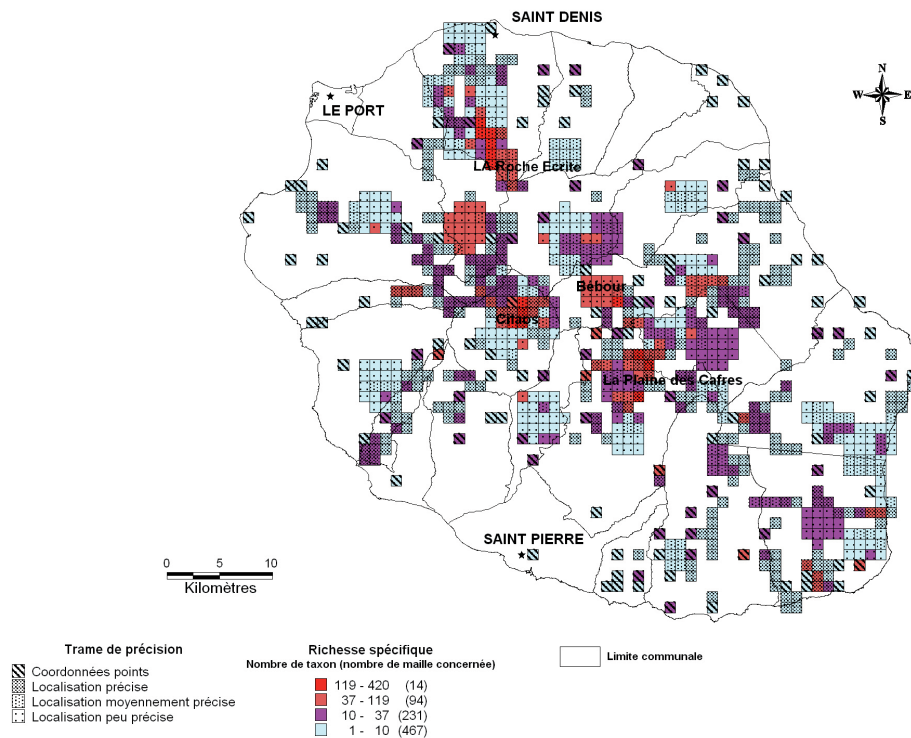 SAINT DENIS
N
W E
S
LE PORT
LA Roche Ecrite
Bébour
Cilaos
La Plaine des Cafres
SAINT PIERRE
0 5 10
Kilomètres
Trame de précision
Coordonnées points
Localisation précise
Localisation moyennement précise
Localisation peu précise
Richesse spécifique
Nombre de taxon (nombre de maille concernée)
119 - 420 (14)
37 - 119 (94)
10 - 37 (231)
1 - 10 (467)
Limite communale